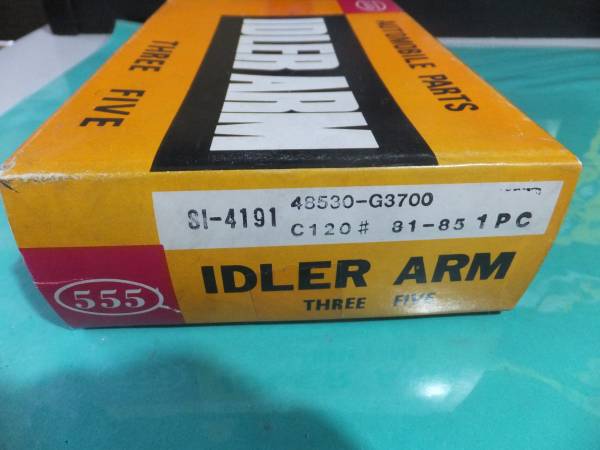 AUTOMOBILE PARTS
IDLER ARM
THREE FIVE
SI-4191 48530-G3700
C120# 81-85 1PC
555
IDLER ARM
THREE FIVE